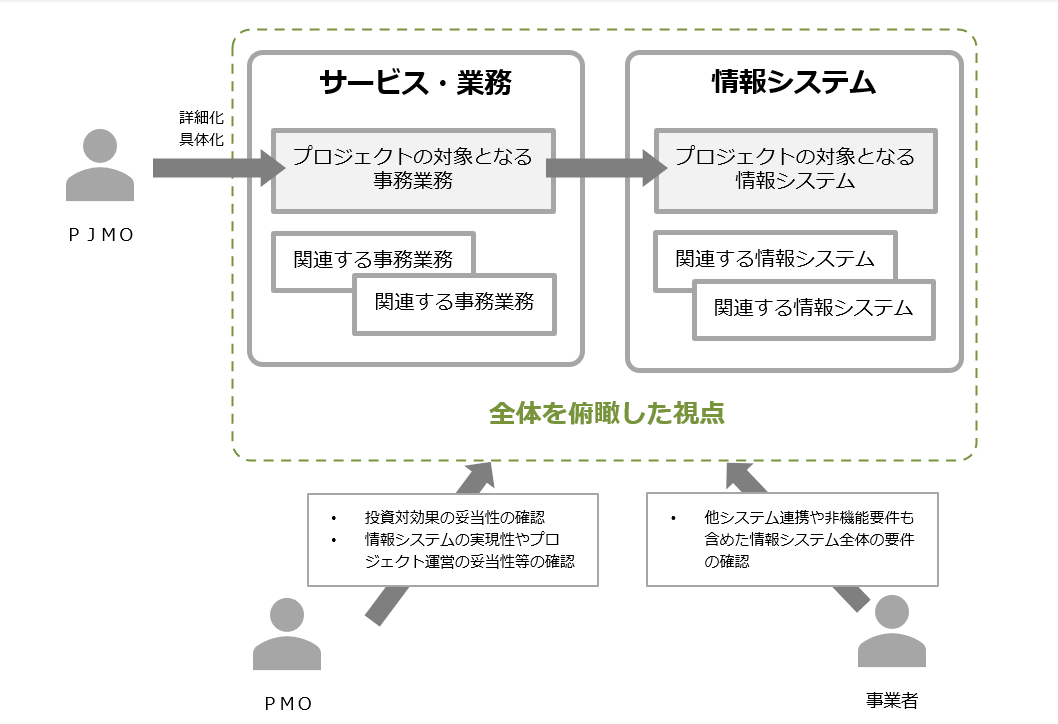 サービス・業務
情報システム
詳細化
具体化
プロジェクトの対象となる
事務業務
プロジェクトの対象となる
情報システム
ＰＪＭＯ
関連する事務業務
関連する事務業務
関連する情報システム
関連する情報システム
全体を俯瞰した視点
• 投資対効果の妥当性の確認
• 情報システムの実現性やプロ
ジェクト運営の妥当性等の確認
• 他システム連携や非機能要件も
含めた情報システム全体の要件
の確認
ＰＭＯ
事業者